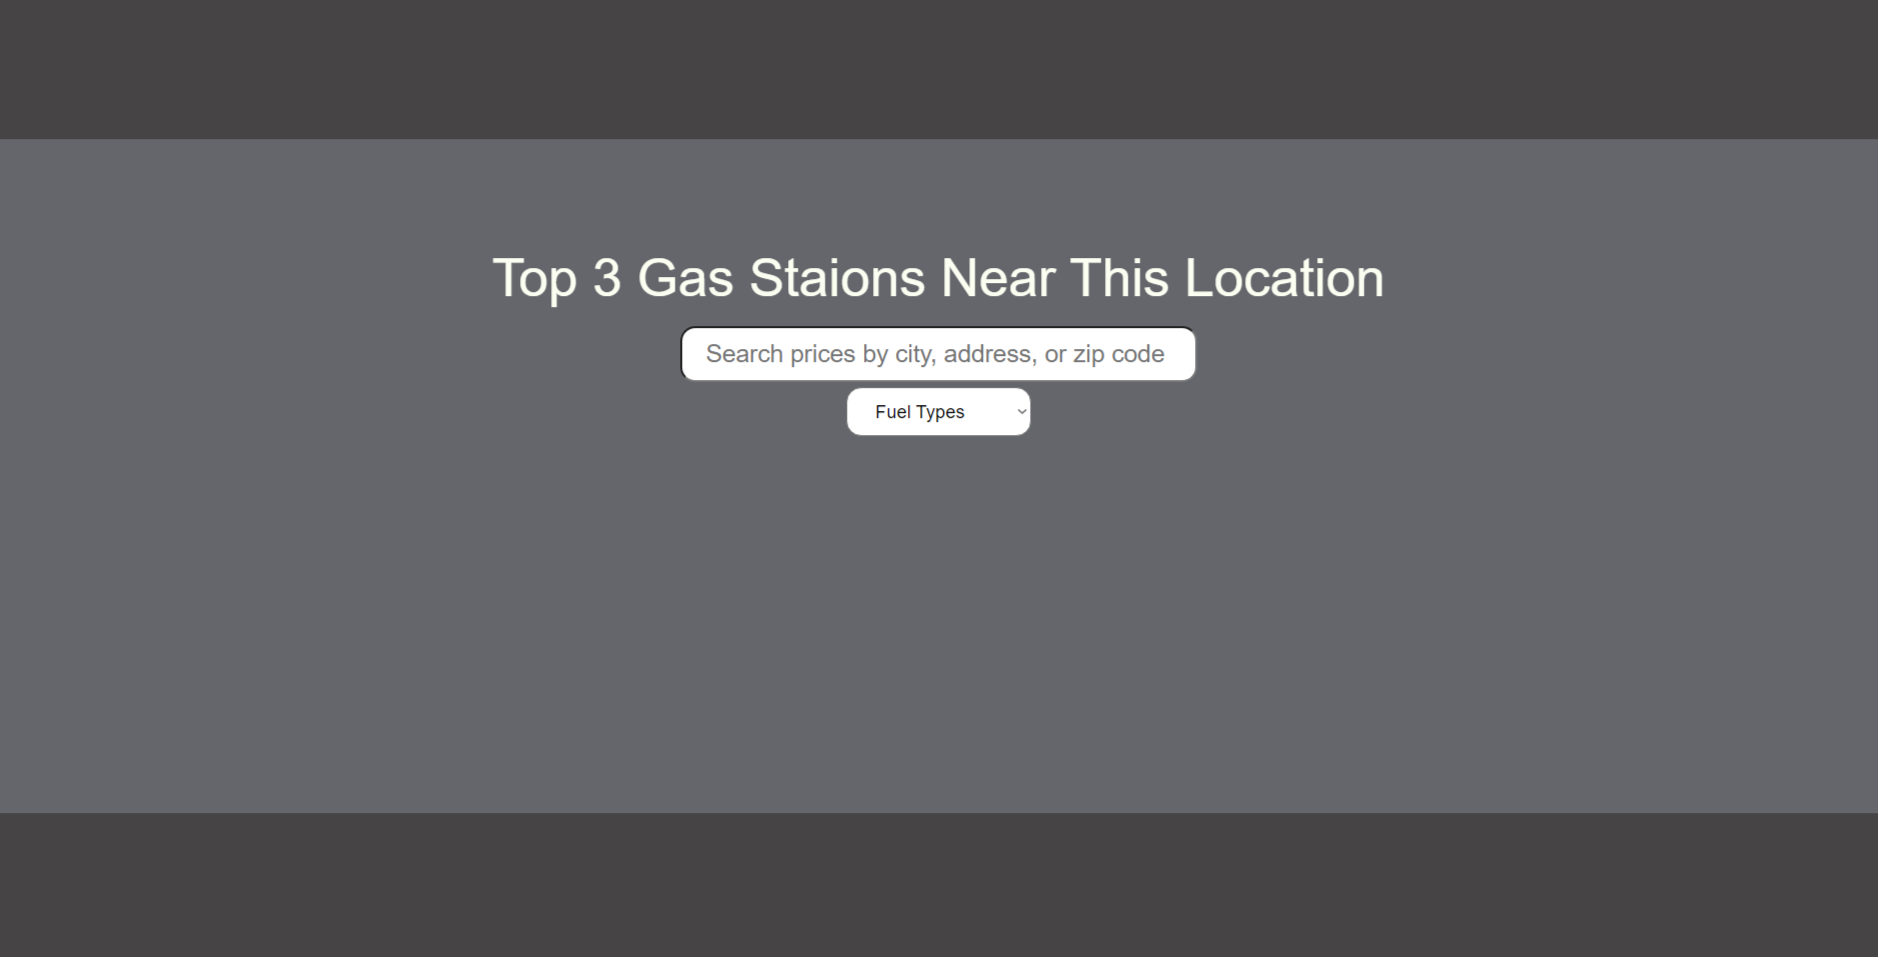 Top 3 Gas Staions Near This Location
Search prices by city, address, or zip code
Fuel Types